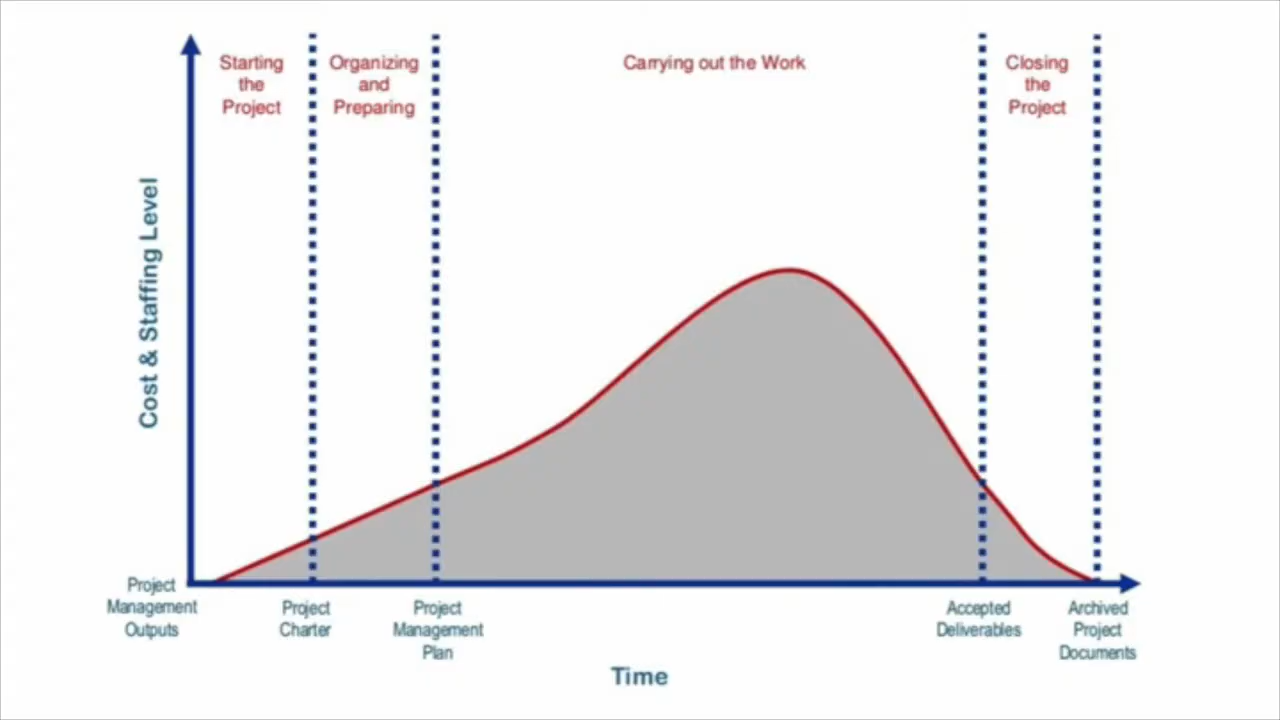 Starting
the
Project
Organizing
and
Preparing
Carrying out the Work
Closing
the
Project
Cost & Staffing Level
Project
Management
Outputs
Project
Charter
Project
Management
Plan
Accepted
Deliverables
Archived
Project
Documents
Time